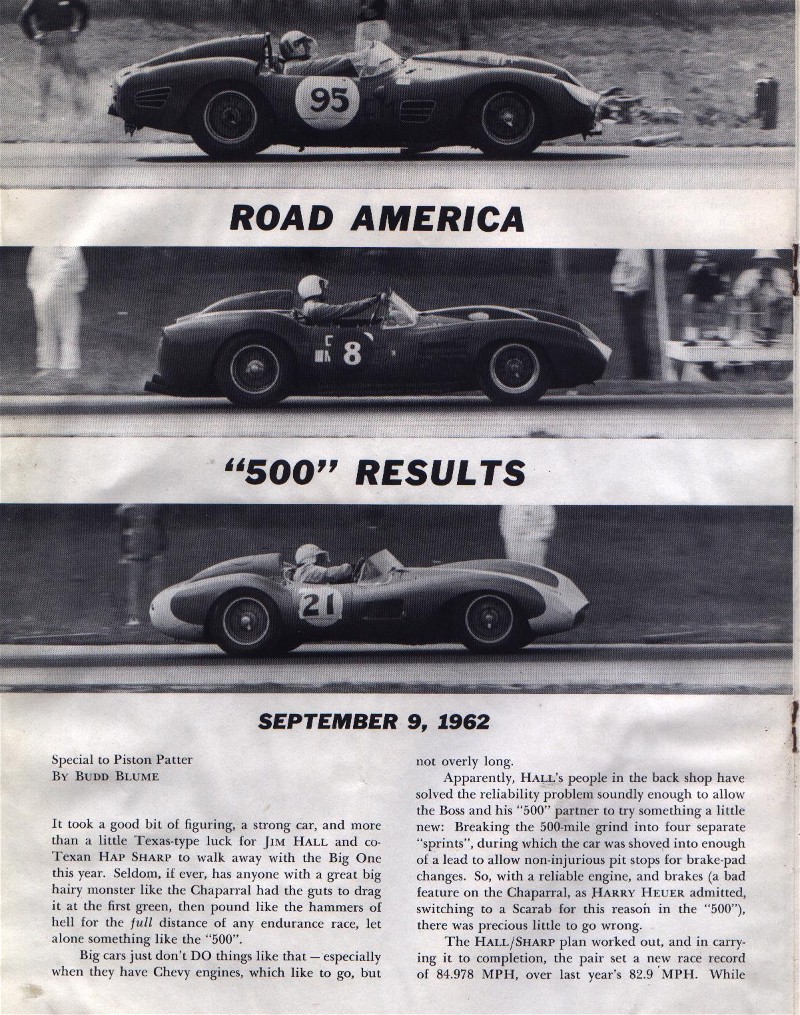 95
ROAD AMERICA
8
"500" RESULTS
21
SEPTEMBER 9, 1962
Special to Piston Patter
BY BUDD BLUME
It took a good bit of figuring, a strong car, and more
than a little Texas-type luck for JIM HALL and co-
Texan HAP SHARP to walk away with the Big One
this year. Seldom, if ever, has anyone with a great big
hairy monster like the Chaparral had the guts to drag
it at the first green, then pound like the hammers of
hell for the full distance of any endurance race, let
alone something like the "500".
Big cars just don't DO things like that — especially
when they have Chevy engines, which like to go, but
not overly long.
Apparently, HALL's people in the back shop have
solved the reliability problem soundly enough to allow
the Boss and his "500" partner to try something a little
new: Breaking the 500-mile grind into four separate
"sprints", during which the car was shoved into enough
of a lead to allow non-injurious pit stops for brake-pad
changes. So, with a reliable engine, and brakes (a bad
feature on the Chaparral, as HARRY HEUER admitted,
switching to a Scarab for this reason in the "500"),
there was precious little to go wrong.
The HALL/SHARP plan worked out, and in carry-
ing it to completion, the pair set a new race record
of 84.978 MPH, over last year's 82.9 MPH. While